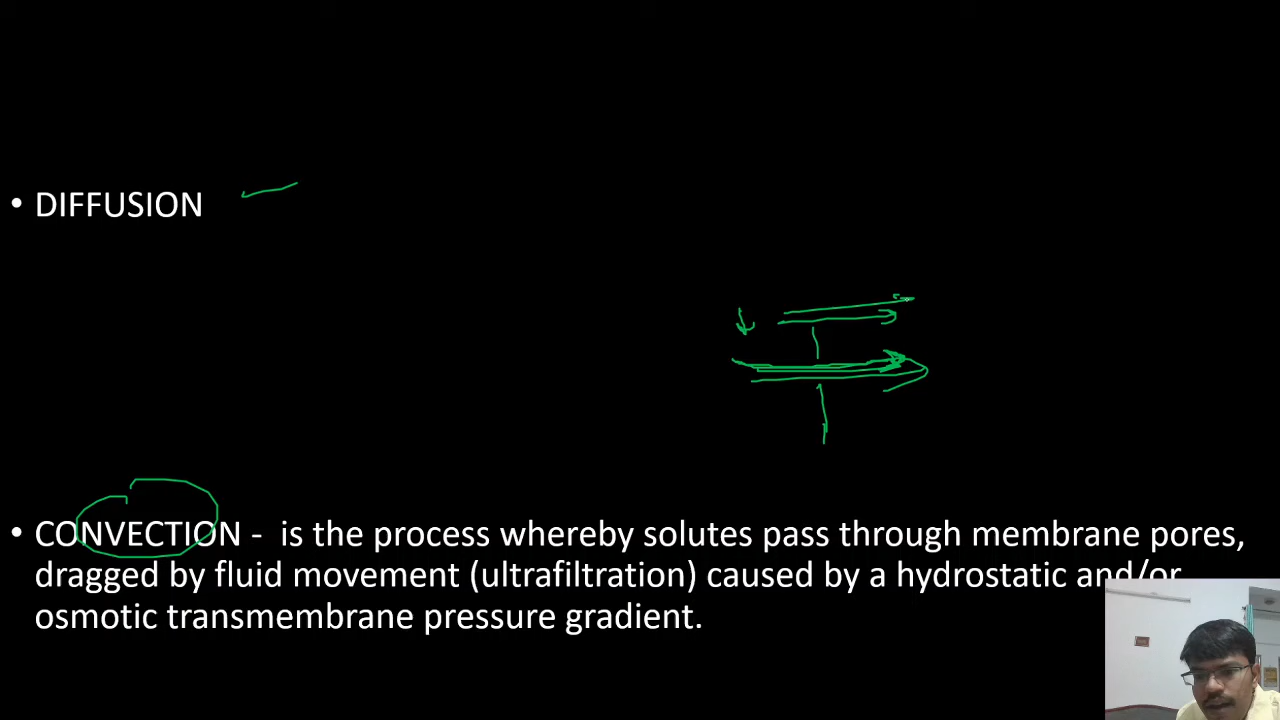 • DIFFUSION
• CONVECTION - is the process whereby solutes pass through membrane pores,
dragged by fluid movement (ultrafiltration) caused by a hydrostatic and/or
osmotic transmembrane pressure gradient.